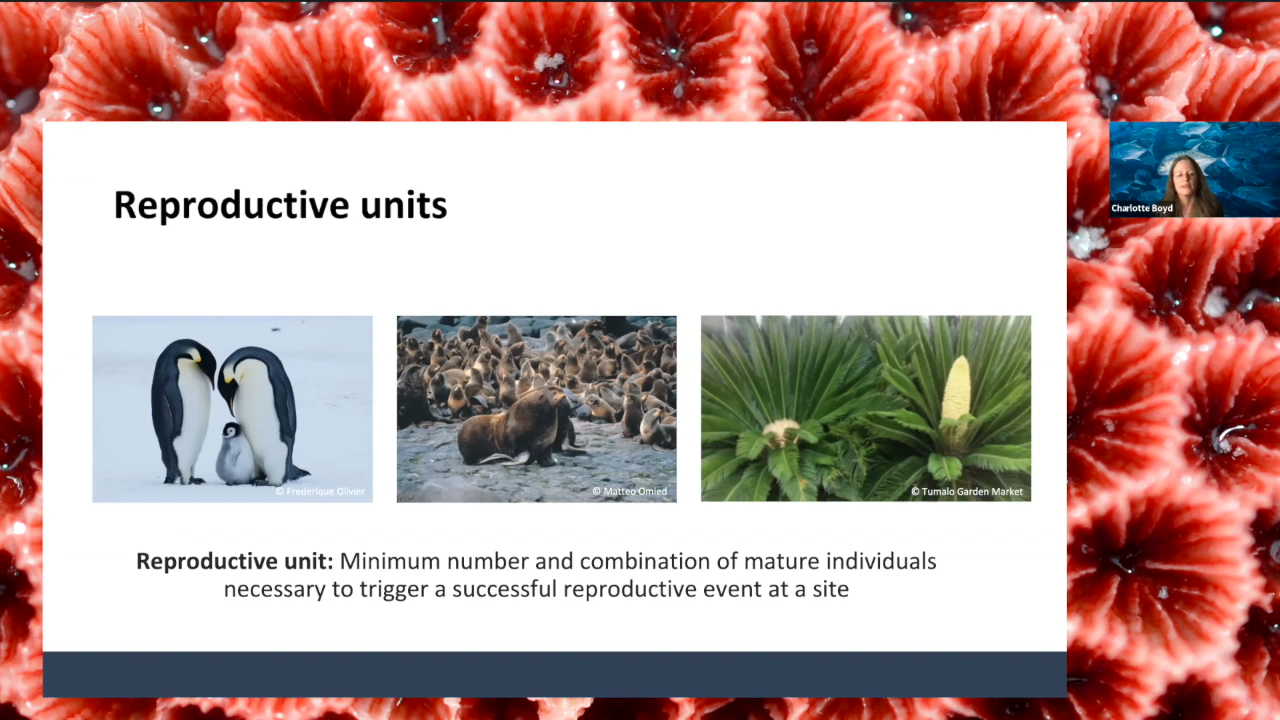 Reproductive units
Charlotte Boyd
© Frederique Olivier
© Matteo Omied
© Tumalo Garden Market
Reproductive unit: Minimum number and combination of mature individuals
necessary to trigger a successful reproductive event at a site